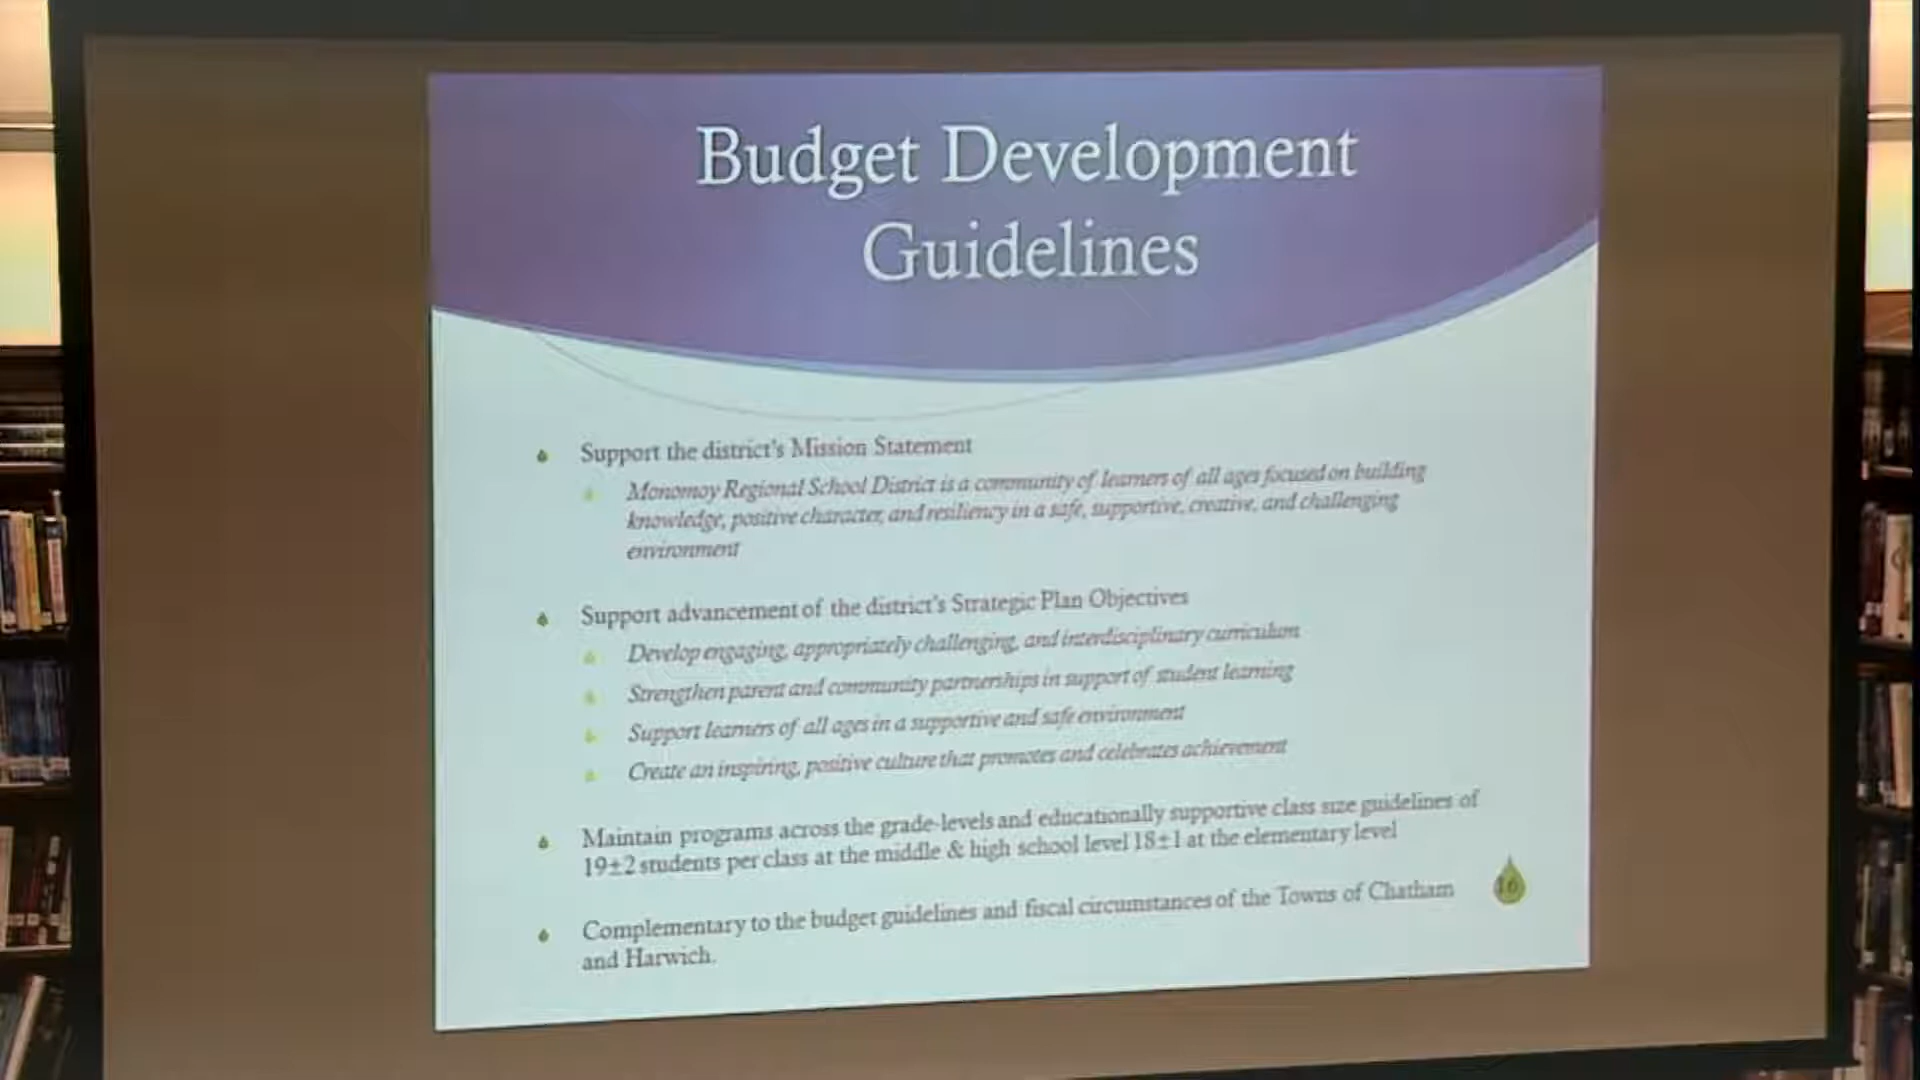 Budget Development
Guidelines
Support the district's Mission Statement
Monomoy Regional School District is a community of learners of all ages focused on building
knowledge, positive character, and resiliency in a safe, supportive, creative, and challenging
environment
Support advancement of the district's Strategic Plan Objectives
Develop engaging, appropriately challenging, and interdisciplinary curriculum
Strengthen parent and community partnerships in support of student learning
Support learners of all ages in a supportive and safe environment
Create an inspiring, positive culture that promotes and celebrates achievement
Maintain programs across the grade-levels and educationally supportive class size guidelines of
19±2 students per class at the middle & high school level 18±1 at the elementary level
Complementary to the budget guidelines and fiscal circumstances of the Towns of Chatham
and Harwich.
16